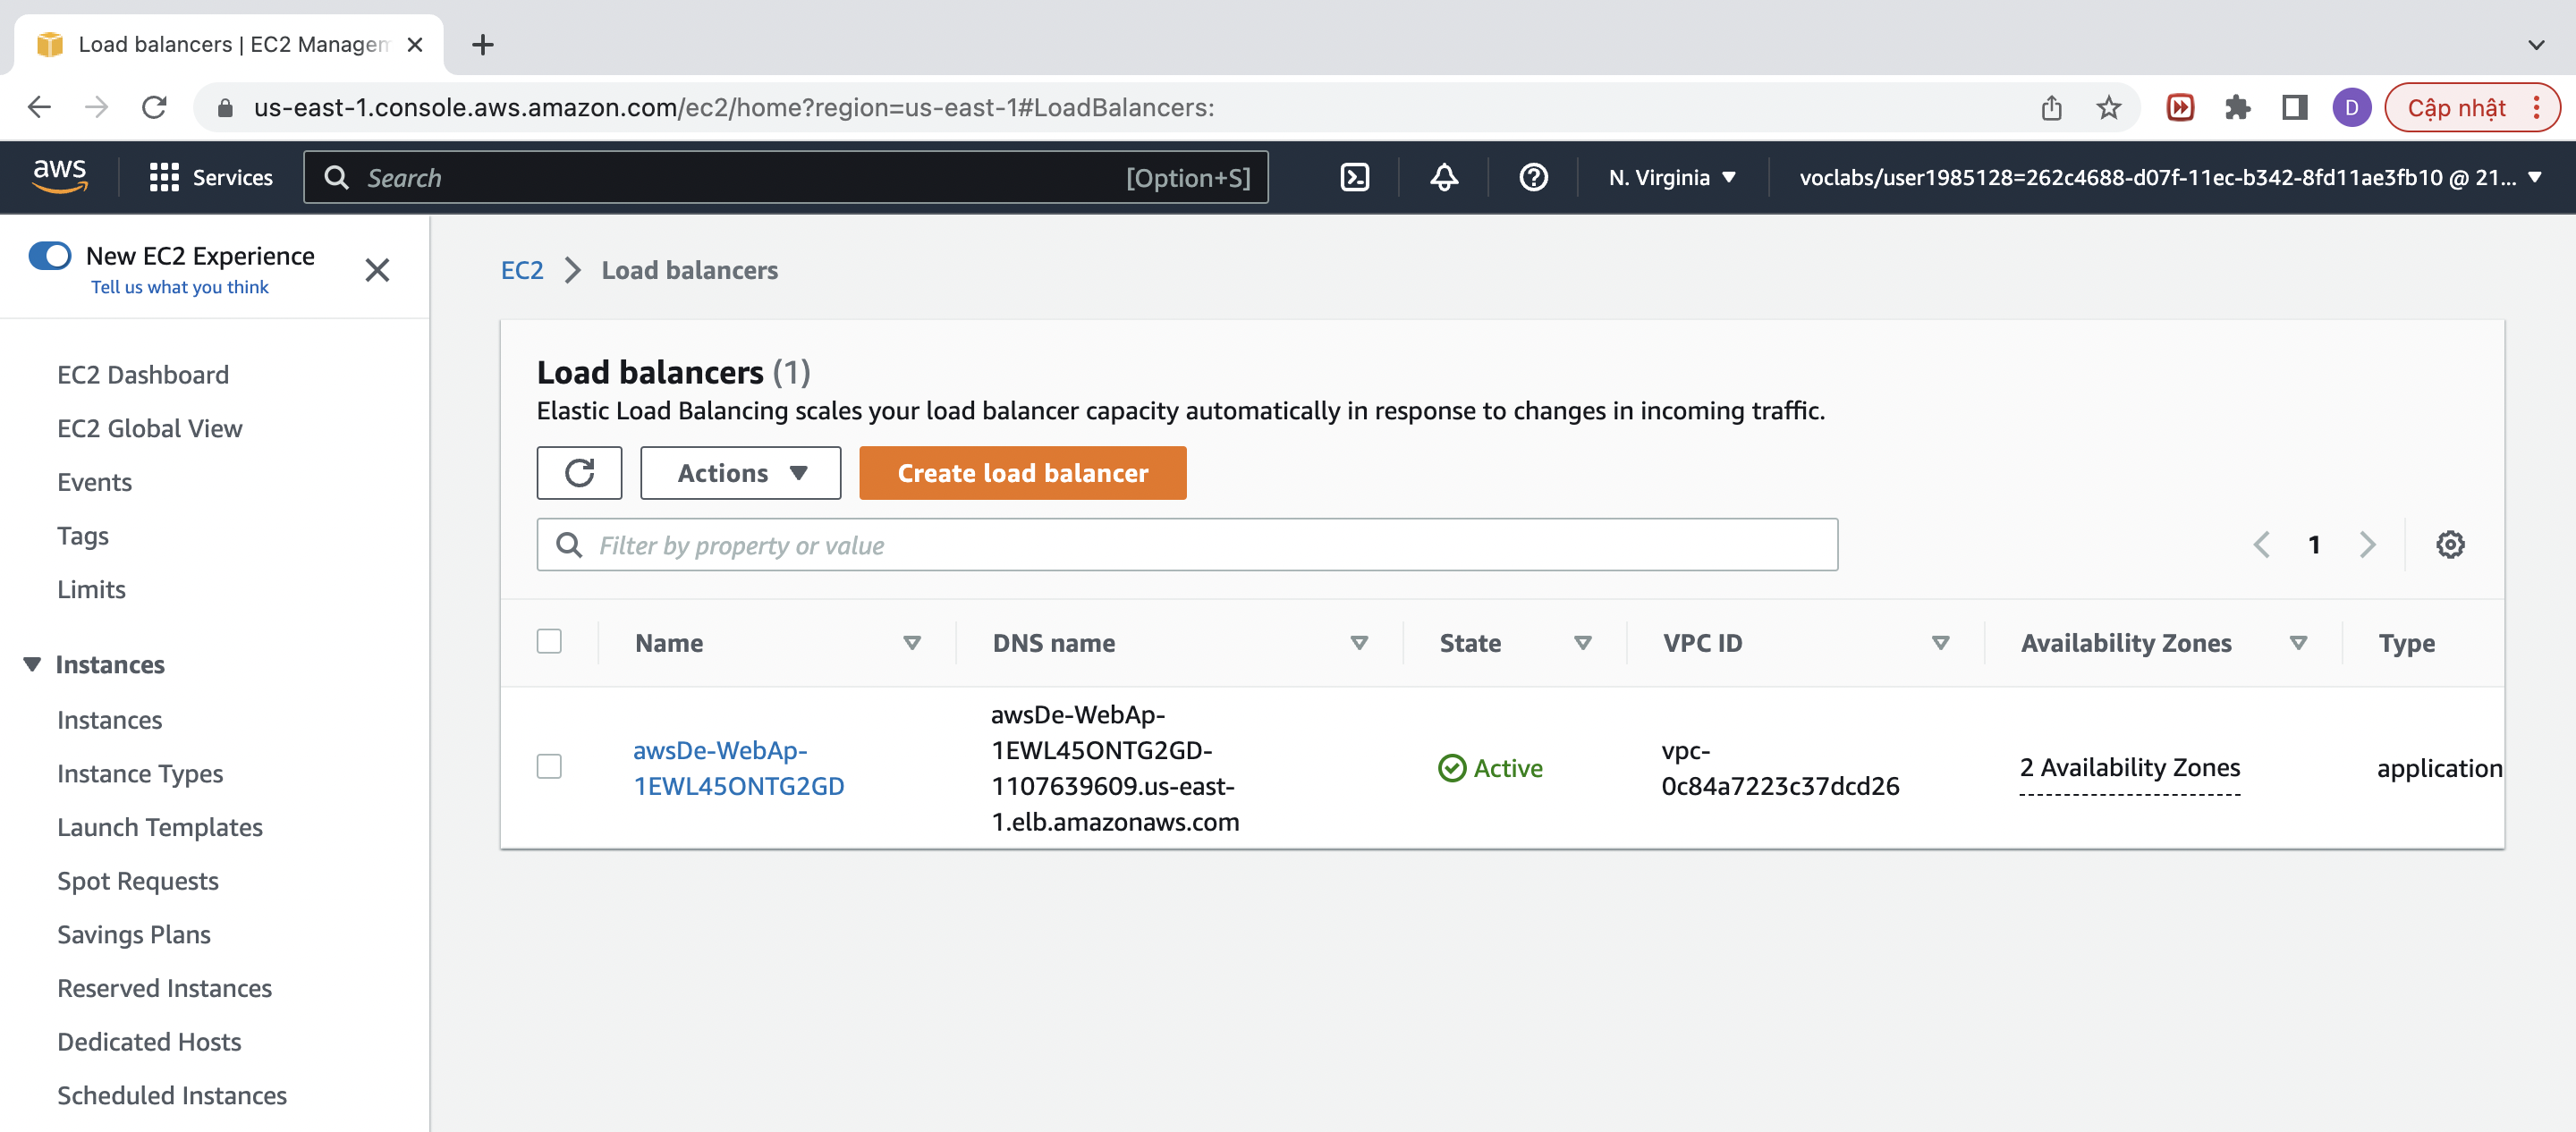 Load balancers | EC2 Managem
us-east-1.console.aws.amazon.com/ec2/home?region=us-east-1#LoadBalancers:
D
Cập nhật
aws
Services
Search
[Option+S]
N. Virginia
voclabs/user1985128=262c4688-d07f-11ec-b342-8fd11ae3fb10 @ 21...
New EC2 Experience
Tell us what you think
EC2 Dashboard
EC2 Global View
Events
Tags
Limits
Instances
Instances
Instance Types
Launch Templates
Spot Requests
Savings Plans
Reserved Instances
Dedicated Hosts
Scheduled Instances
EC2 > Load balancers
Load balancers (1)
Elastic Load Balancing scales your load balancer capacity automatically in response to changes in incoming traffic.
Actions
Create load balancer
Filter by property or value
1
Name
DNS name
State
VPC ID
Availability Zones
Type
awsDe-WebAp-
1EWL45ONTG2GD
awsDe-WebAp-
1EWL45ONTG2GD-
1107639609.us-east-
1.elb.amazonaws.com
Active
vpc-
0c84a7223c37dcd26
2 Availability Zones
application